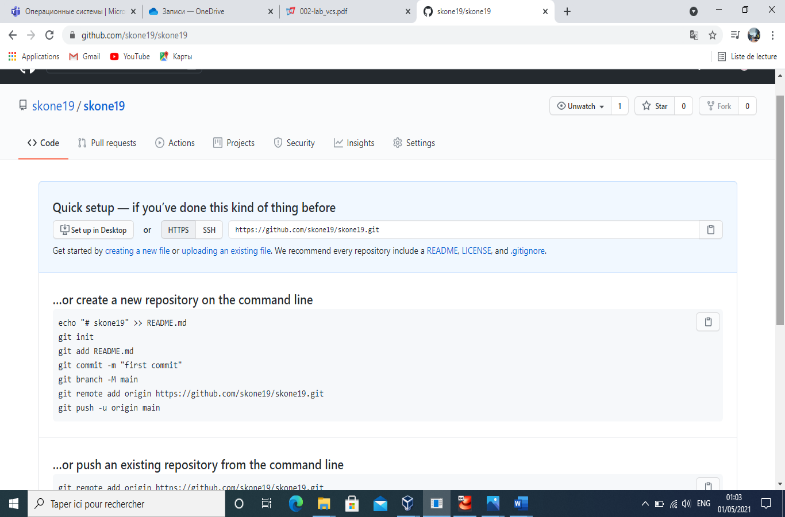 Операционные системы | Micro
Записи — OneDrive
002-lab_vcs.pdf
skone19/skone19
github.com/skone19/skone19
Applications
Gmail
YouTube
Карты
Liste de lecture
skone19 / skone19
Unwatch
1
Star
0
Fork
0
Code
Pull requests
Actions
Projects
Security
Insights
Settings
Quick setup — if you've done this kind of thing before
Set up in Desktop
or
HTTPS
SSH
https://github.com/skone19/skone19.git
Get started by creating a new file or uploading an existing file. We recommend every repository include a README, LICENSE, and .gitignore.
...or create a new repository on the command line
echo "# skone19" >> README.md
git init
git add README.md
git commit -m "first commit"
git branch -M main
git remote add origin https://github.com/skone19/skone19.git
git push -u origin main
...or push an existing repository from the command line
git remote add origin https://github.com/skone19/skone19.git
Taper ici pour rechercher
ENG
01:03
01/05/2021